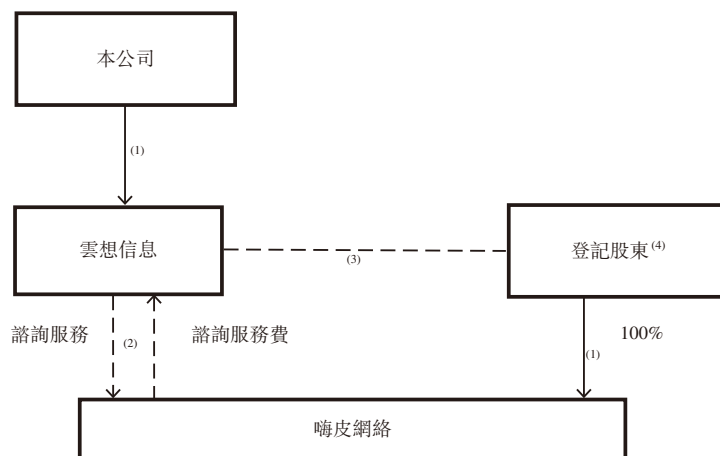 本公司
(1)
雲想信息
(3)
登記股東(4)
諮詢服務
(2)
諮詢服務費
(1)
100%
嗨皮網絡